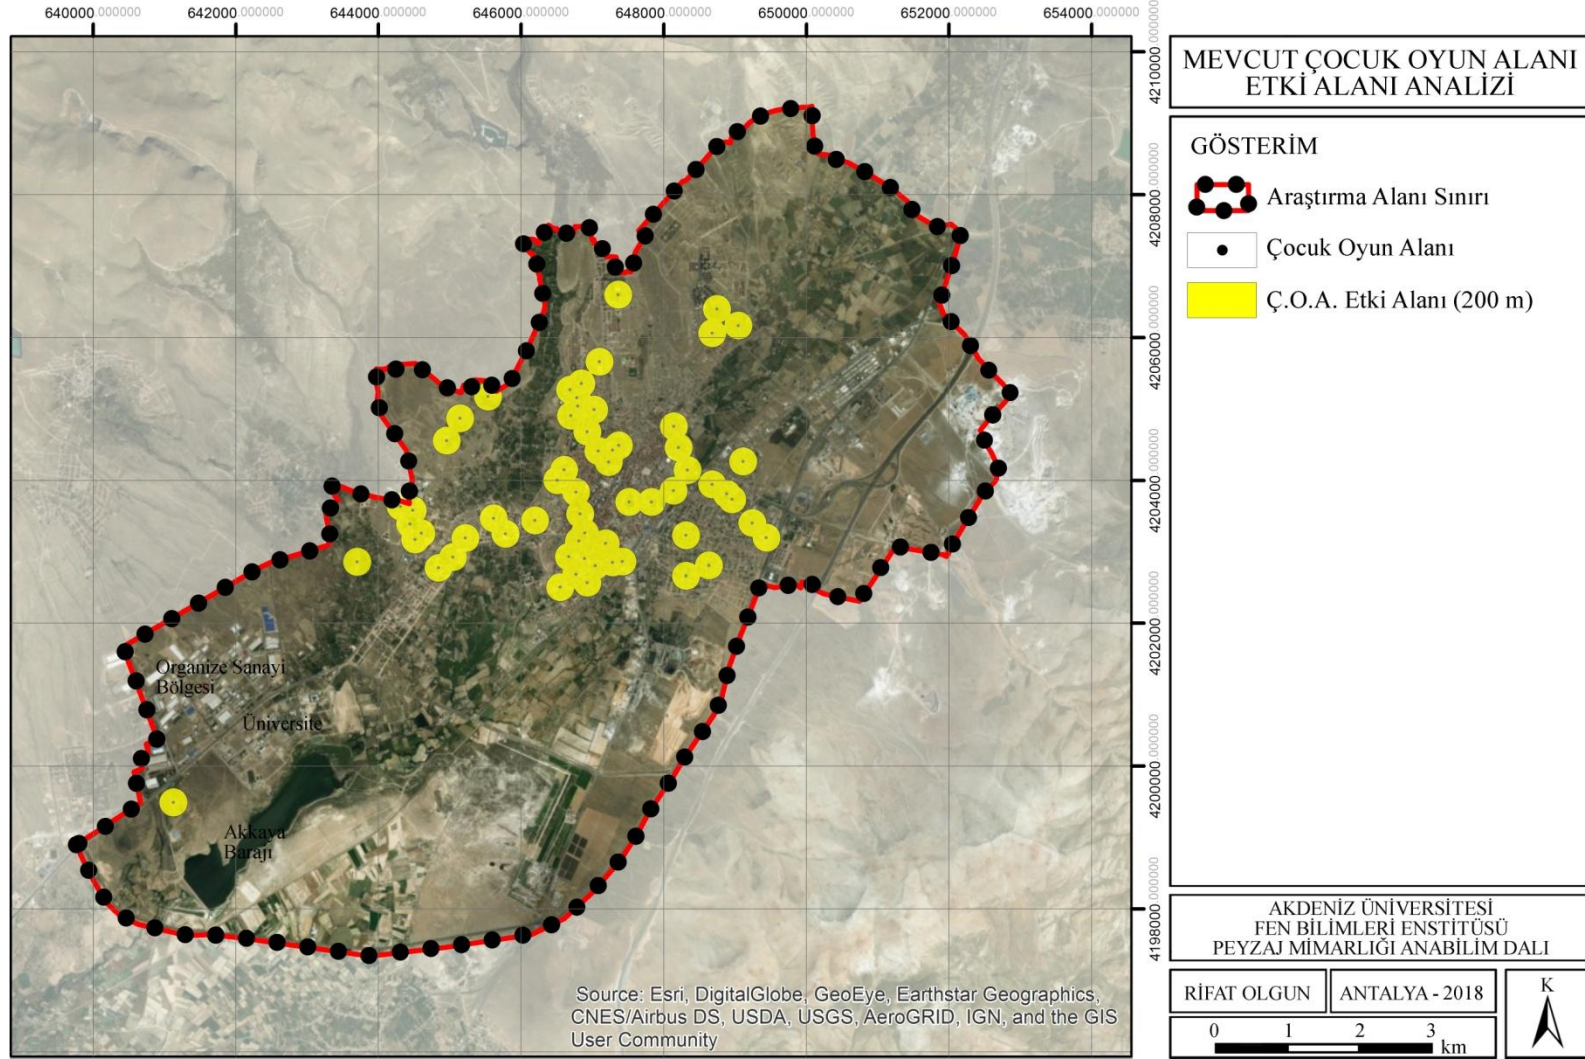 640000.000000 642000.000000 644000.000000 646000.000000 648000.000000 650000.000000 652000.000000 654000.000000
4210000.000000
4208000.000000
4206000.000000
4204000.000000
4202000.000000
4200000.000000
4198000.000000
Organize Sanayi
Bölgesi
Üniversite
Akkaya
Barajı
Source: Esri, DigitalGlobe, GeoEye, Earthstar Geographics,
CNES/Airbus DS, USDA, USGS, AeroGRID, IGN, and the GIS
User Community
MEVCUT ÇOCUK OYUN ALANI
ETKİ ALANI ANALİZİ
GÖSTERİM
Araştırma Alanı Sınırı
Çocuk Oyun Alanı
Ç.O.A. Etki Alanı (200 m)
AKDENİZ ÜNİVERSİTESİ
FEN BİLİMLERİ ENSTİTÜSÜ
PEYZAJ MİMARLIĞI ANABİLİM DALI
RİFAT OLGUN
ANTALYA - 2018
K
0 1 2 3
km